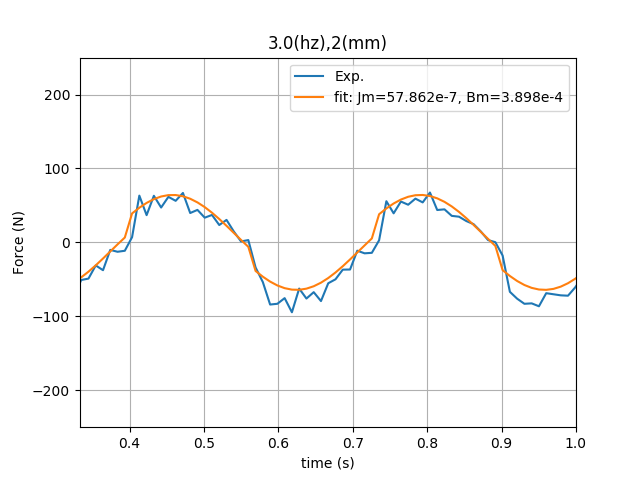 3.0(hz),2(mm)
Exp.
fit: Jm=57.862e-7, Bm=3.898e-4
Force (N)
200
100
0
−100
−200
0.4 0.5 0.6 0.7 0.8 0.9 1.0
time (s)